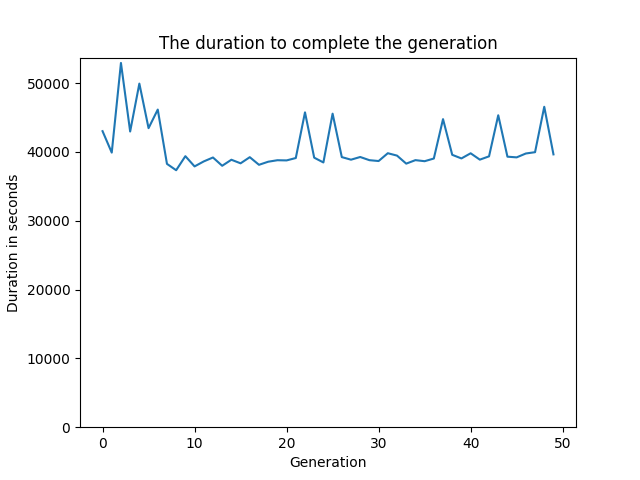 The duration to complete the generation
50000
40000
30000
20000
10000
0
Duration in seconds
0 10 20 30 40 50
Generation